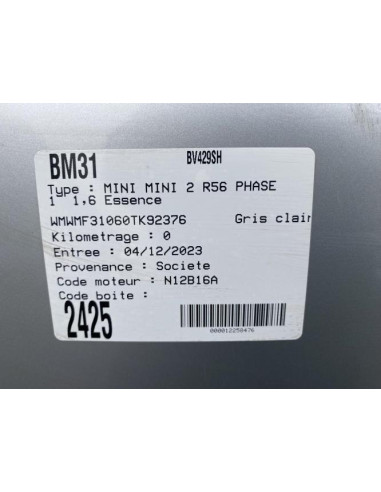 BM31 BV429SH
Type : MINI MINI 2 R56 PHASE
1 1,6 Essence
WMWMF31060TK92376 Gris clair
Kilometrage : 0
Entree : 04/12/2023
Provenance : Societe
Code moteur : N12B16A
Code boite :
2425
000012258476